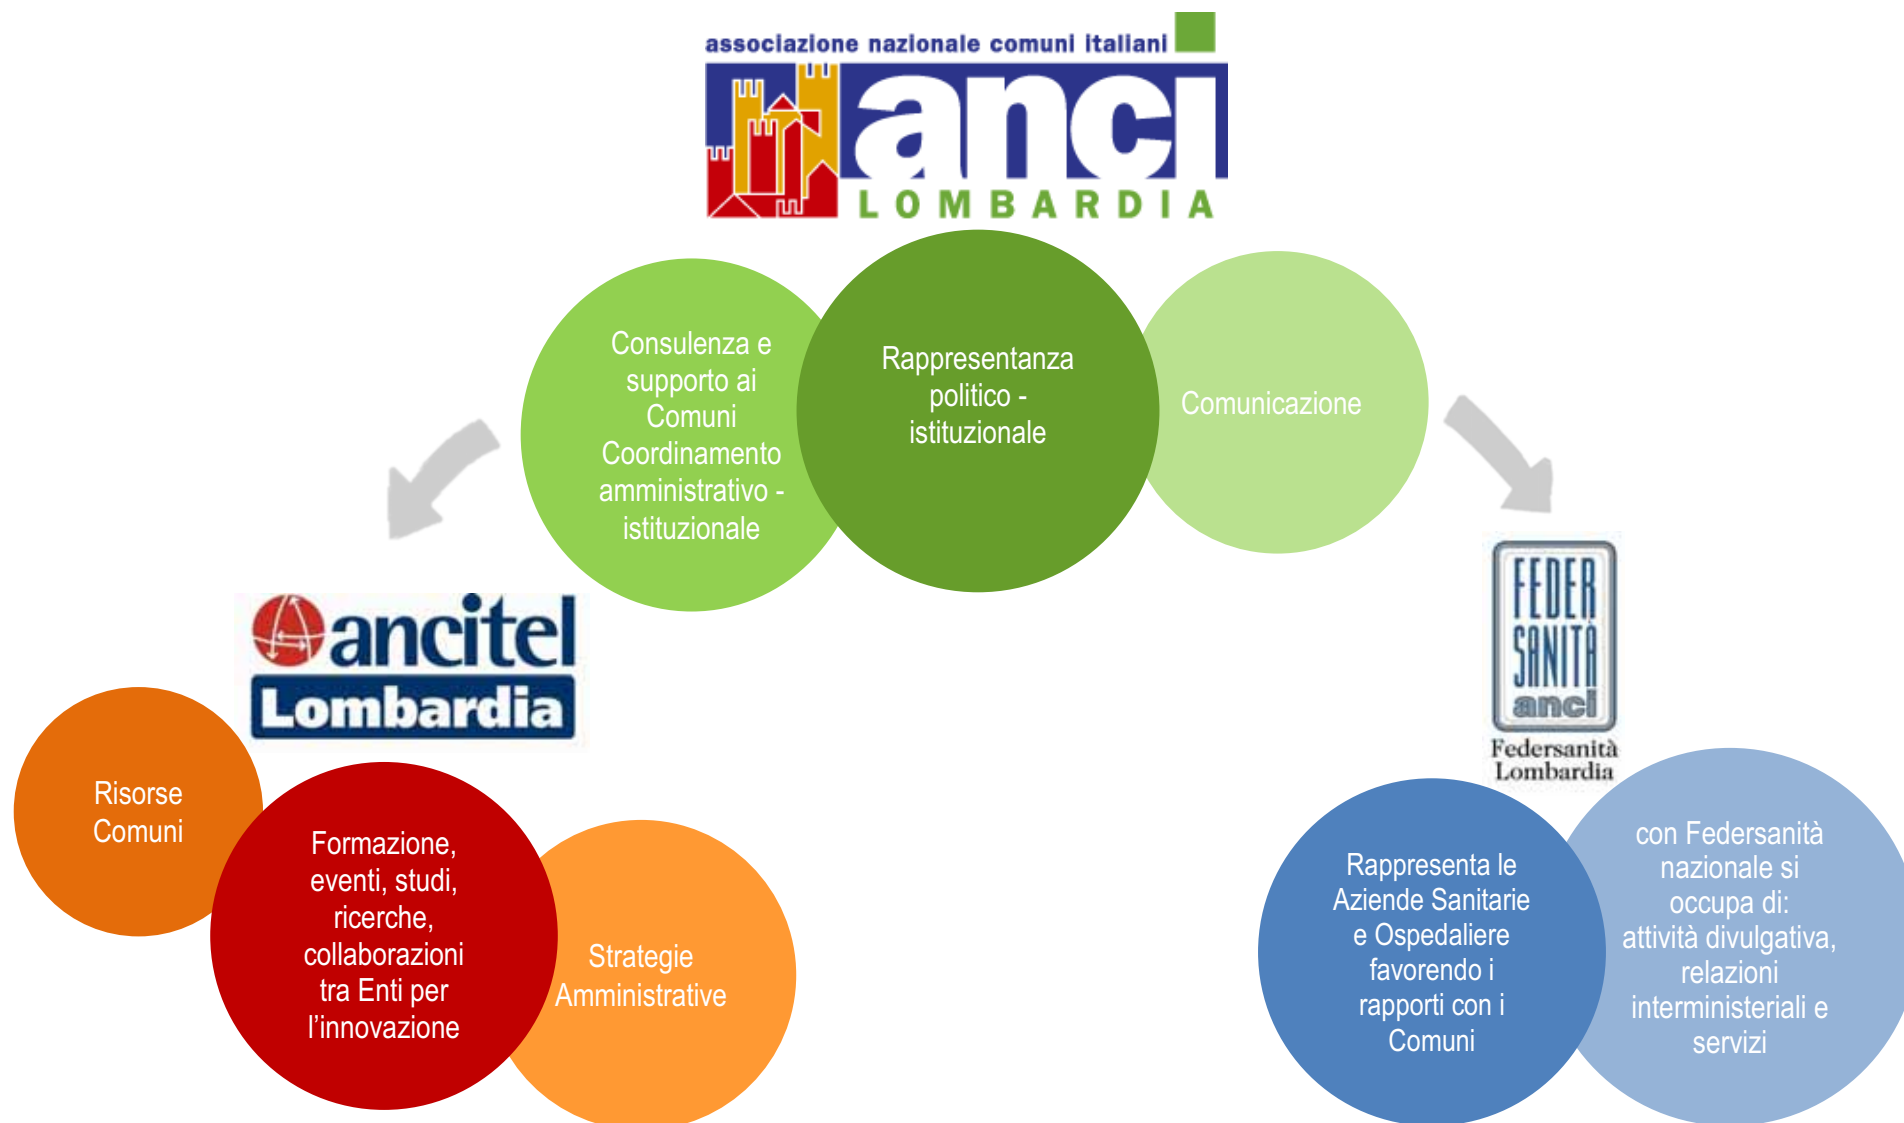 associazione nazionale comuni italiani
anci
LOMBARDIA
Consulenza e
supporto ai
Comuni
Coordinamento
amministrativo -
istituzionale
Rappresentanza
politico -
istituzionale
Comunicazione
ancitel
Lombardia
Risorse
Comuni
Formazione,
eventi, studi,
ricerche,
collaborazioni
tra Enti per
l’innovazione
Strategie
Amministrative
FEDER
SANITÀ
anci
Federsanità
Lombardia
Rappresenta le
Aziende Sanitarie
e Ospedaliere
favorendo i
rapporti con i
Comuni
con Federsanità
nazionale si
occupa di:
attività divulgativa,
relazioni
interministeriali e
servizi